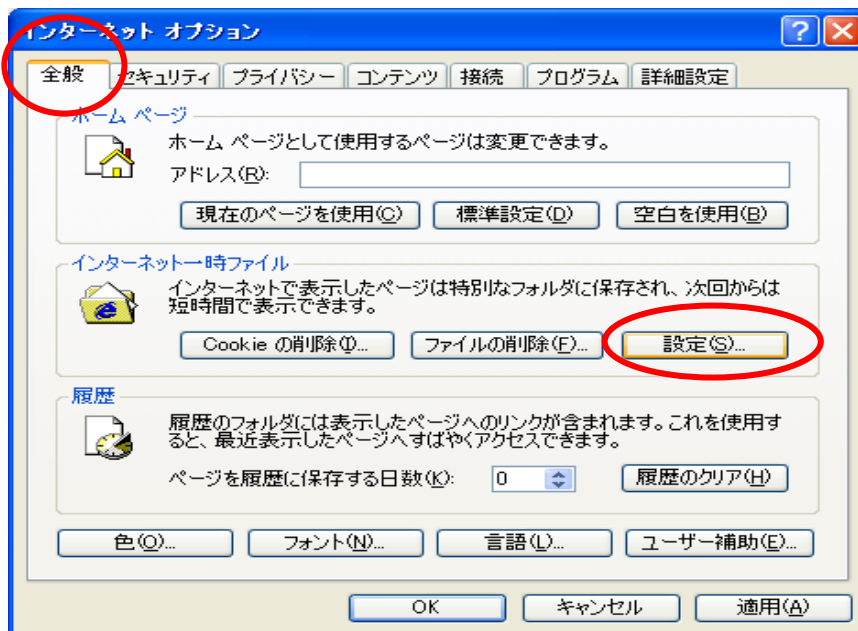 インターネット オプション
全般 セキュリティ プライバシー コンテンツ 接続 プログラム 詳細設定
ホーム ページ
ホーム ページとして使用するページは変更できます。
アドレス(R):
現在のページを使用(C) 標準設定(D) 空白を使用(B)
インターネット一時ファイル
インターネットで表示したページは特別なフォルダに保存され、次回からは
短時間で表示できます。
Cookie の削除(I)... ファイルの削除(F)... 設定(S)...
履歴
履歴のフォルダには表示したページへのリンクが含まれます。これを使用す
ると、最近表示したページへすばやくアクセスできます。
ページを履歴に保存する日数(K): 0 履歴のクリア(H)
色(O)... フォント(N)... 言語(L)... ユーザー補助(E)...
OK キャンセル 適用(A)